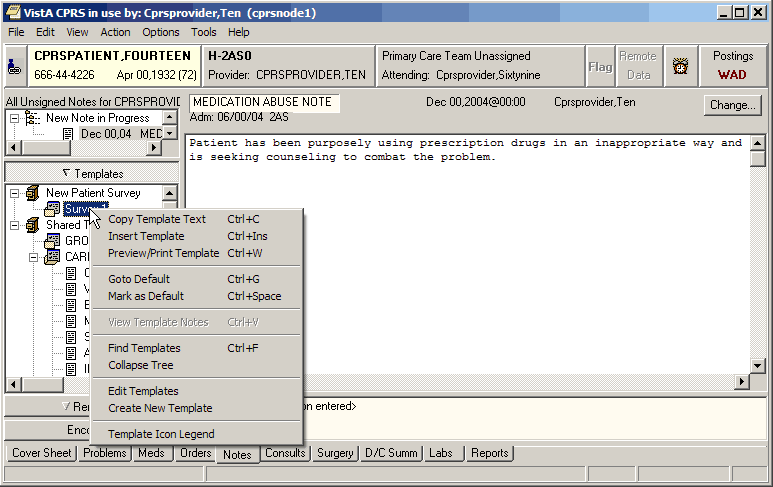 VistA CPRS in use by: Cprsprovider,Ten (cprsnode1)
File Edit View Action Options Tools Help
CPRSPATIENT,FOURTEEN
666-44-4226 Apr 00,1932 (72)
H-2AS0
Provider: CPRSPROVIDER,TEN
Primary Care Team Unassigned
Attending: Cprsprovider,Sixtynine
Flag
Remote
Data
Postings
WAD
All Unsigned Notes for CPRSPROVI
New Note in Progress
Dec 00,04 MED
MEDICATION ABUSE NOTE Dec 00,2004@00:00 Cprsprovider,Ten
Adm: 06/00/04 2AS
Change...
Patient has been purposely using prescription drugs in an inappropriate way and
is seeking counseling to combat the problem.
Templates
New Patient Survey
Survey 1
Shared T
GRO
CARI
Copy Template Text Ctrl+C
Insert Template Ctrl+Ins
Preview/Print Template Ctrl+W
Goto Default Ctrl+G
Mark as Default Ctrl+Space
View Template Notes Ctrl+V
Find Templates Ctrl+F
Collapse Tree
Edit Templates
Create New Template
Template Icon Legend
Rem
Enco
on entered>
Cover Sheet Problems Meds Orders Notes Consults Surgery D/C Summ Labs Reports